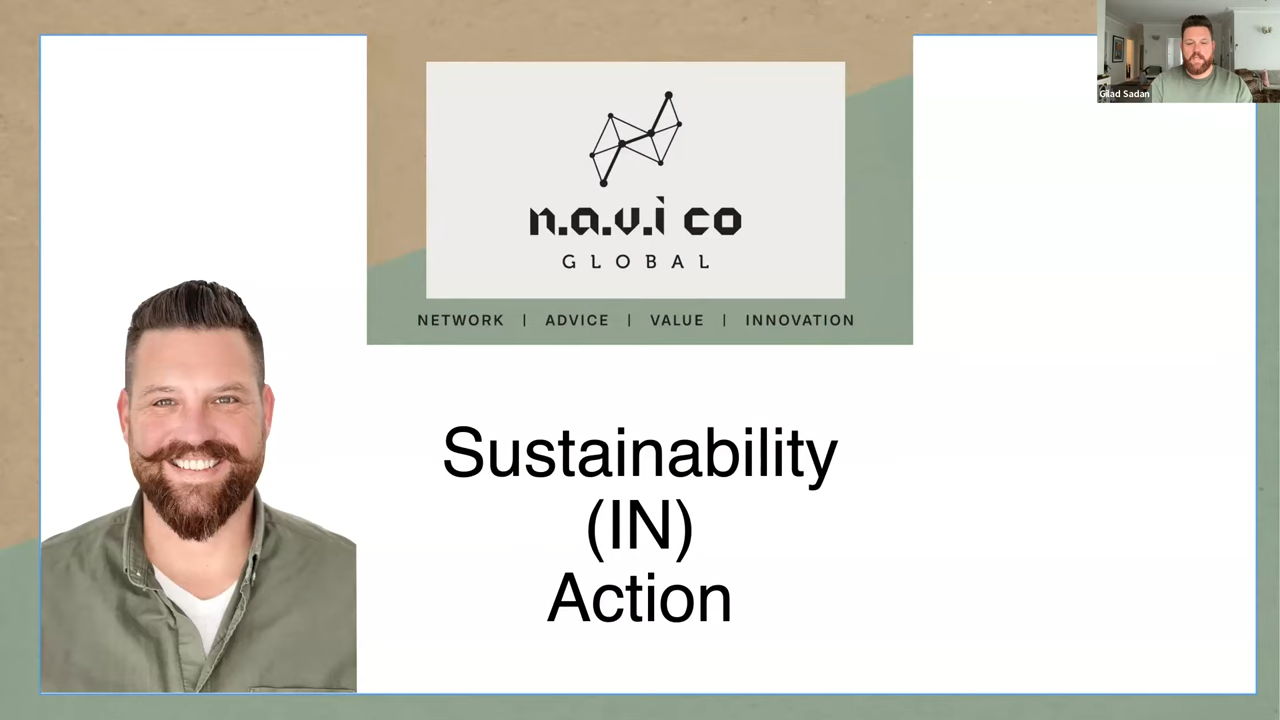 n.a.v.i co
GLOBAL
NETWORK | ADVICE | VALUE | INNOVATION
Gilad Sadan
Sustainability
(IN)
Action